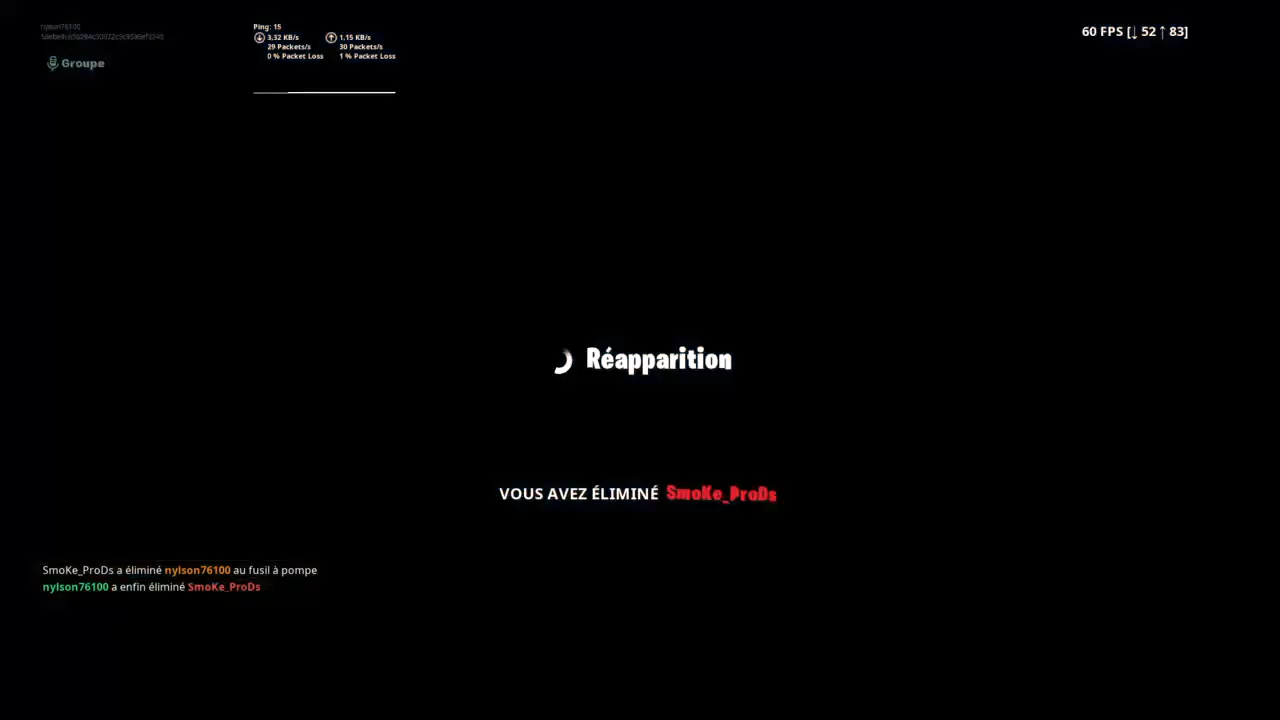 nylson76100
Groupe
Ping: 15
3.32 KB/s
29 Packets/s
0 % Packet Loss
1.15 KB/s
30 Packets/s
1 % Packet Loss
60 FPS [↓ 52 ↑ 83]
Réapparition
VOUS AVEZ ÉLIMINÉ SmoKe_ProDs
SmoKe_ProDs a éliminé nylson76100 au fusil à pompe
nylson76100 a enfin éliminé SmoKe_ProDs